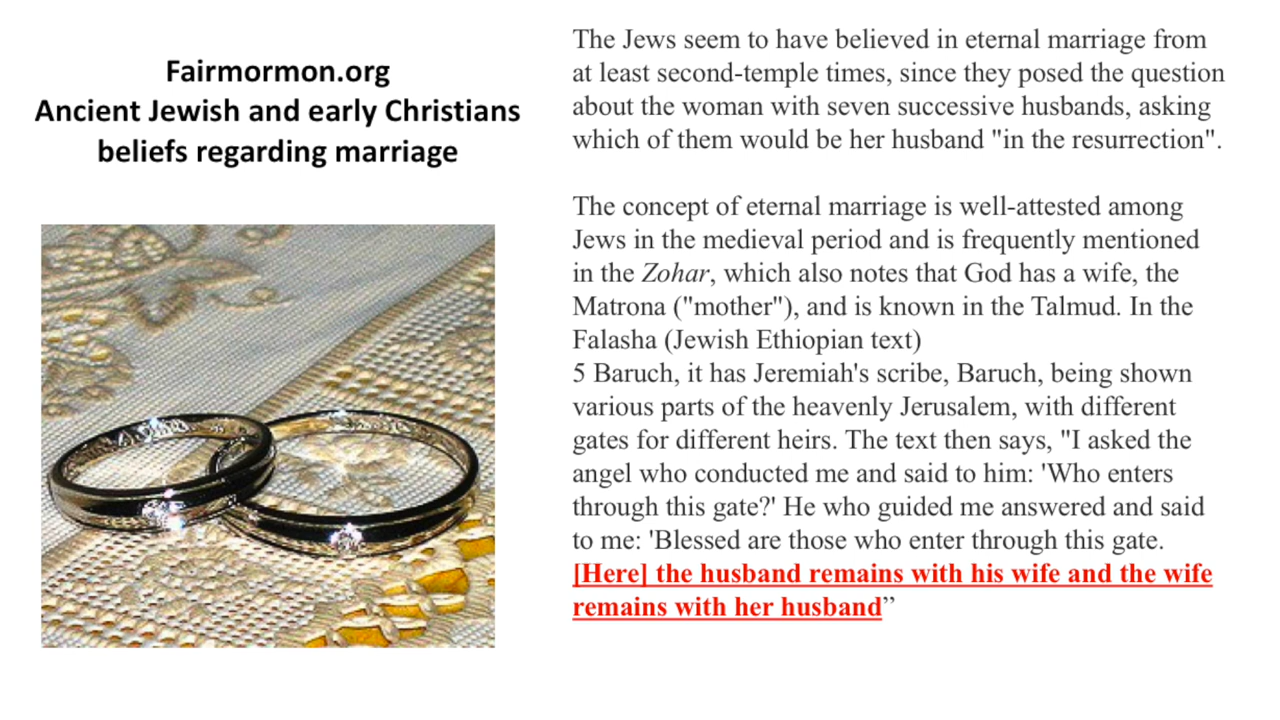 Fairmormon.org
Ancient Jewish and early Christians
beliefs regarding marriage
The Jews seem to have believed in eternal marriage from
at least second-temple times, since they posed the question
about the woman with seven successive husbands, asking
which of them would be her husband "in the resurrection".
The concept of eternal marriage is well-attested among
Jews in the medieval period and is frequently mentioned
in the Zohar, which also notes that God has a wife, the
Matrona ("mother"), and is known in the Talmud. In the
Falasha (Jewish Ethiopian text)
5 Baruch, it has Jeremiah's scribe, Baruch, being shown
various parts of the heavenly Jerusalem, with different
gates for different heirs. The text then says, "I asked the
angel who conducted me and said to him: 'Who enters
through this gate?' He who guided me answered and said
to me: 'Blessed are those who enter through this gate.
[Here] the husband remains with his wife and the wife
remains with her husband”